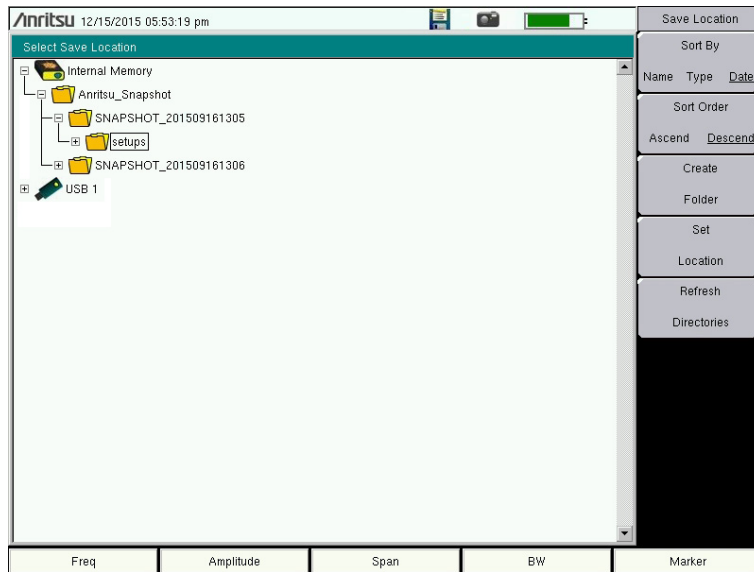 Anritsu 12/15/2015 05:53:19 pm
Select Save Location
Internal Memory
Anritsu_Snapshot
SNAPSHOT_201509161305
setups
SNAPSHOT_201509161306
USB 1
Save Location
Sort By
Name Type Date
Sort Order
Ascend Descend
Create
Folder
Set
Location
Refresh
Directories
Freq Amplitude Span BW Marker